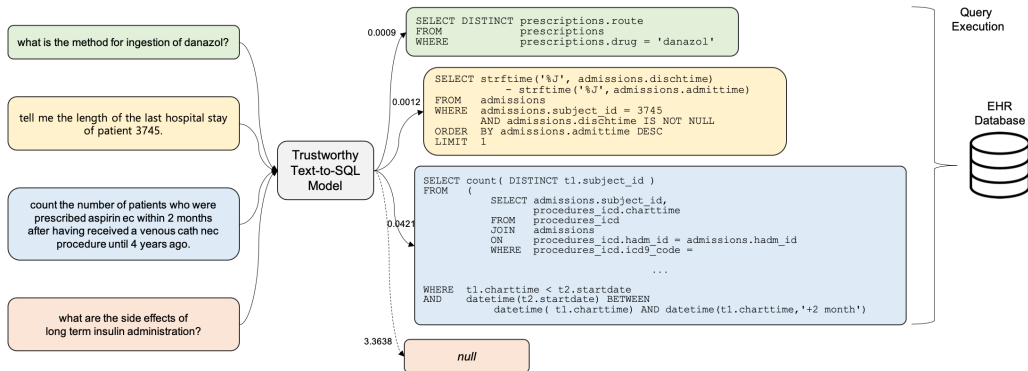 what is the method for ingestion of danazol?
tell me the length of the last hospital stay
of patient 3745.
count the number of patients who were
prescribed aspirin ec within 2 months
after having received a venous cath nec
procedure until 4 years ago.
what are the side effects of
long term insulin administration?
Trustworthy
Text-to-SQL
Model
0.0009
0.0012
0.0421
3.3638
SELECT DISTINCT prescriptions.route
FROM prescriptions
WHERE prescriptions.drug = 'danazol'
SELECT strftime('%J', admissions.dischtime)
- strftime('%J', admissions.admittime)
FROM admissions
WHERE admissions.subject_id = 3745
AND admissions.dischtime IS NOT NULL
ORDER BY admissions.admittime DESC
LIMIT 1
SELECT count( DISTINCT t1.subject_id )
FROM (
SELECT admissions.subject_id,
procedures_icd.charttime
FROM procedures_icd
JOIN admissions
ON procedures_icd.hadm_id = admissions.hadm_id
WHERE procedures_icd.icd9_code =
...
WHERE t1.charttime < t2.startdate
AND datetime(t2.startdate) BETWEEN
datetime( t1.charttime) AND datetime(t1.charttime,'+2 month')
null
Query
Execution
EHR
Database